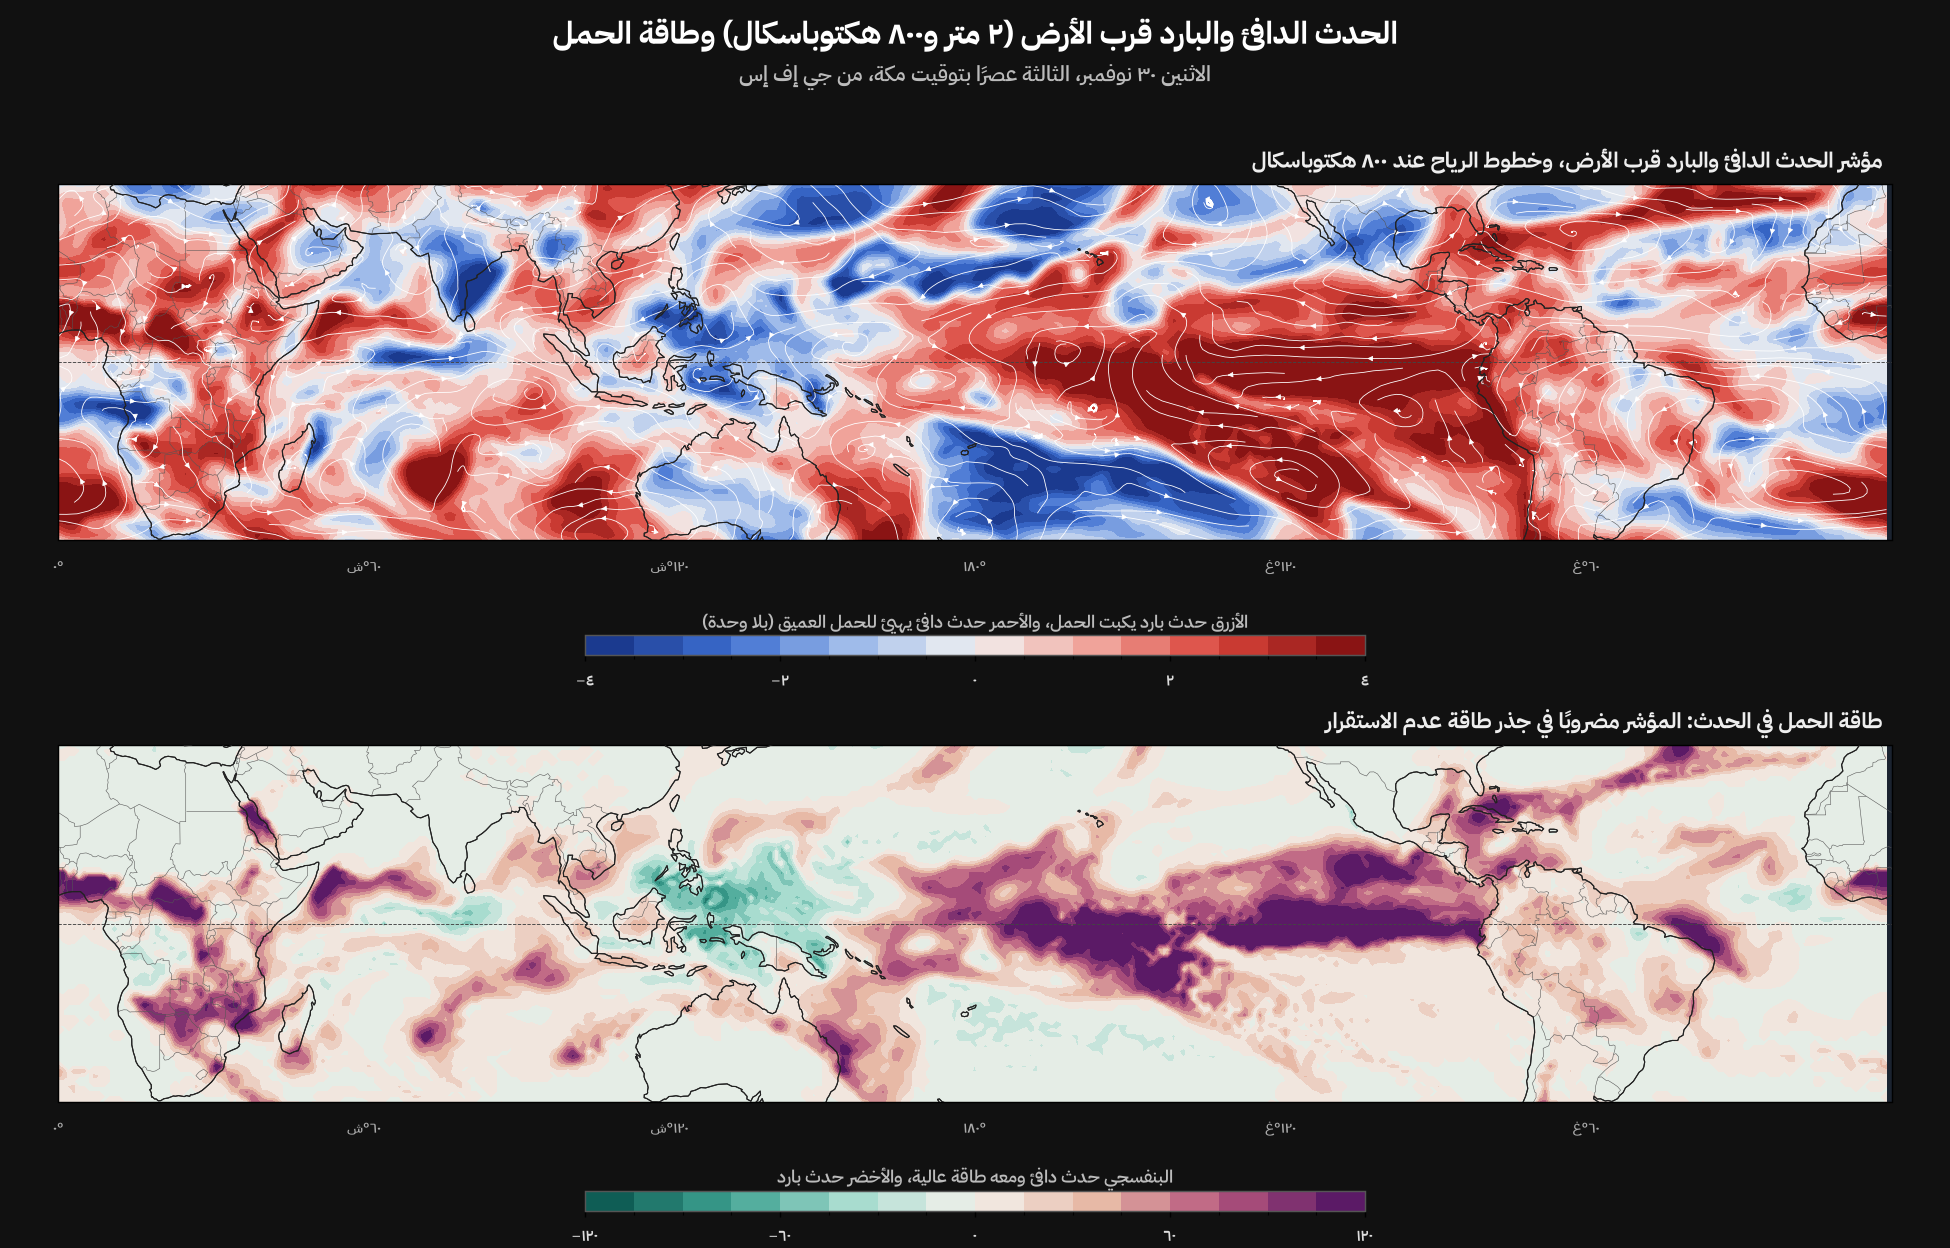 الحدث الدافئ والبارد قرب الأرض (٢ متر و٨٠٠ هكتوباسكال) وطاقة الحمل
الاثنين ٣٠ نوفمبر، الثالثة عصرًا بتوقيت مكة، من جي إف إس
مؤشر الحدث الدافئ والبارد قرب الأرض، وخطوط الرياح عند ٨٠٠ هكتوباسكال
٠° ٦٠°ش ١٢٠°ش ١٨٠° ١٢٠°غ ٦٠°غ
الأزرق حدث بارد يكبت الحمل، والأحمر حدث دافئ يهيئ للحمل العميق (بلا وحدة)
−٤ −٢ ٠ ٢ ٤
طاقة الحمل في الحدث: المؤشر مضروبًا في جذر طاقة عدم الاستقرار
٠° ٦٠°ش ١٢٠°ش ١٨٠° ١٢٠°غ ٦٠°غ
البنفسجي حدث دافئ ومعه طاقة عالية، والأخضر حدث بارد
−١٢٠ −٦٠ ٠ ٦٠ ١٢٠